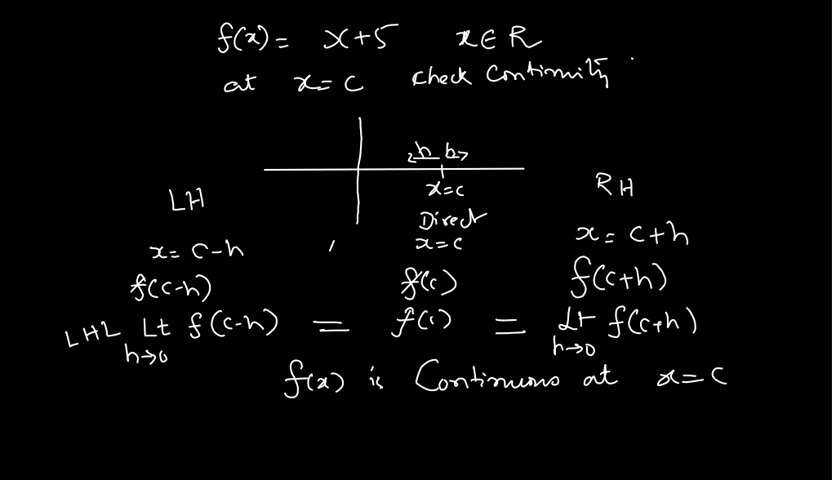 f(x) = x+5 x ∈ R
at x = c check Continuity
h h
x=c
LH Direct RH
x = c-h , x=c x = c+h
f(c-h) f(c) f(c+h)
LHL Lt h→0 f(c-h) = f(c) = Lt h→0 f(c+h)
f(x) is Continuous at x = c